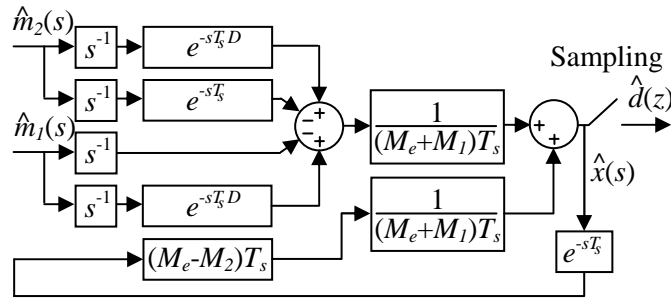 m̂₂(s)
s⁻¹
e^{-sTₛD}
s⁻¹
e^{-sTₛ}
m̂₁(s)
s⁻¹
s⁻¹
e^{-sTₛD}
+
−
−
+
1
(Mₑ+M₁)Tₛ
1
(Mₑ+M₁)Tₛ
(Mₑ-M₂)Tₛ
+
+
Sampling
d̂(z)
x̂(s)
e^{-sTₛ}